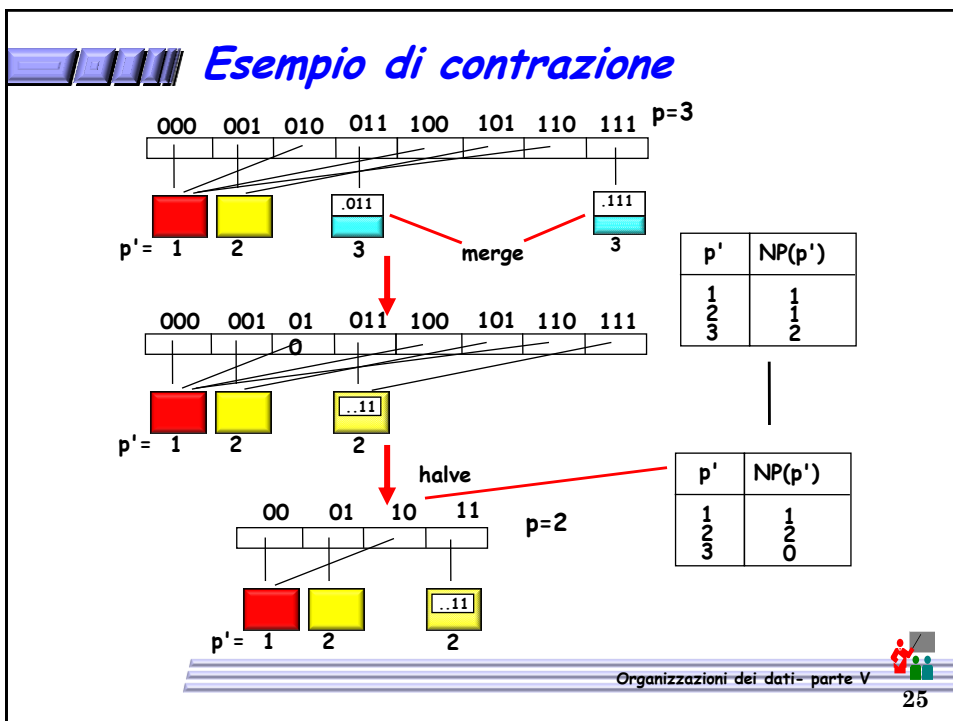 Esempio di contrazione
000 001 010 011 100 101 110 111 p=3
.011 .111
p'= 1 2 3 3
merge
p' NP(p')
1 1
2 1
3 2
000 001 010 011 100 101 110 111
..11
p'= 1 2 2
halve
p' NP(p')
1 1
2 2
3 0
00 01 10 11 p=2
..11
p'= 1 2 2
Organizzazioni dei dati- parte V
25